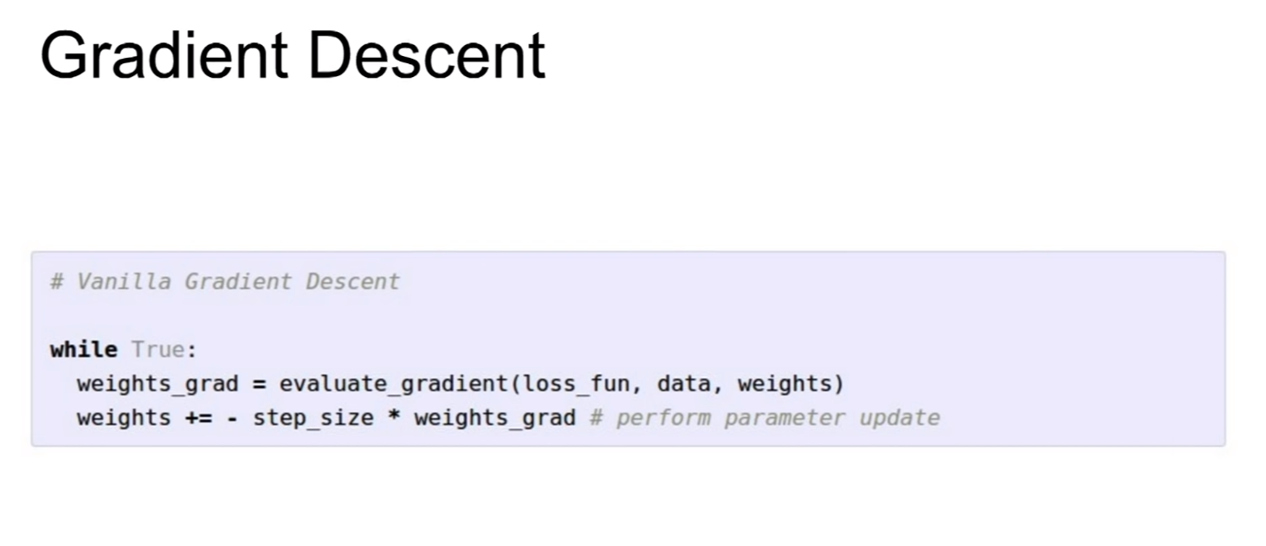 Gradient Descent
# Vanilla Gradient Descent
while True:
  weights_grad = evaluate_gradient(loss_fun, data, weights)
  weights += - step_size * weights_grad # perform parameter update